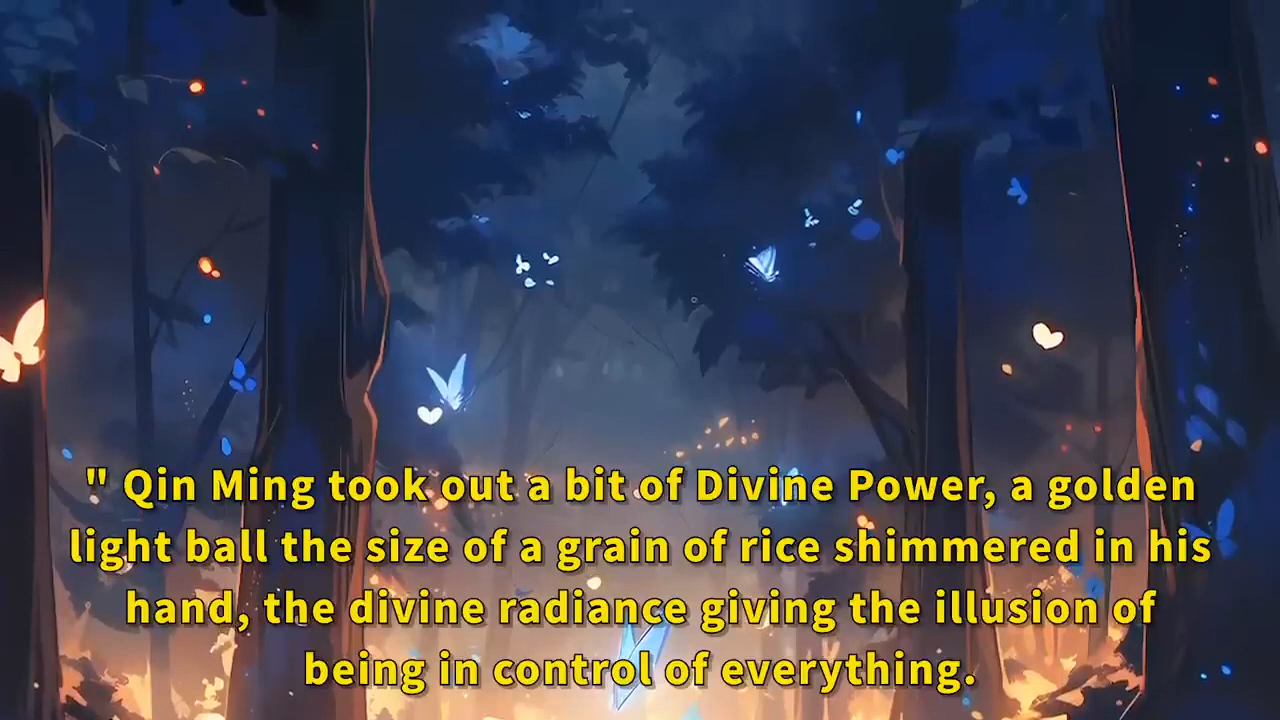 " Qin Ming took out a bit of Divine Power, a golden
light ball the size of a grain of rice shimmered in his
hand, the divine radiance giving the illusion of
being in control of everything.